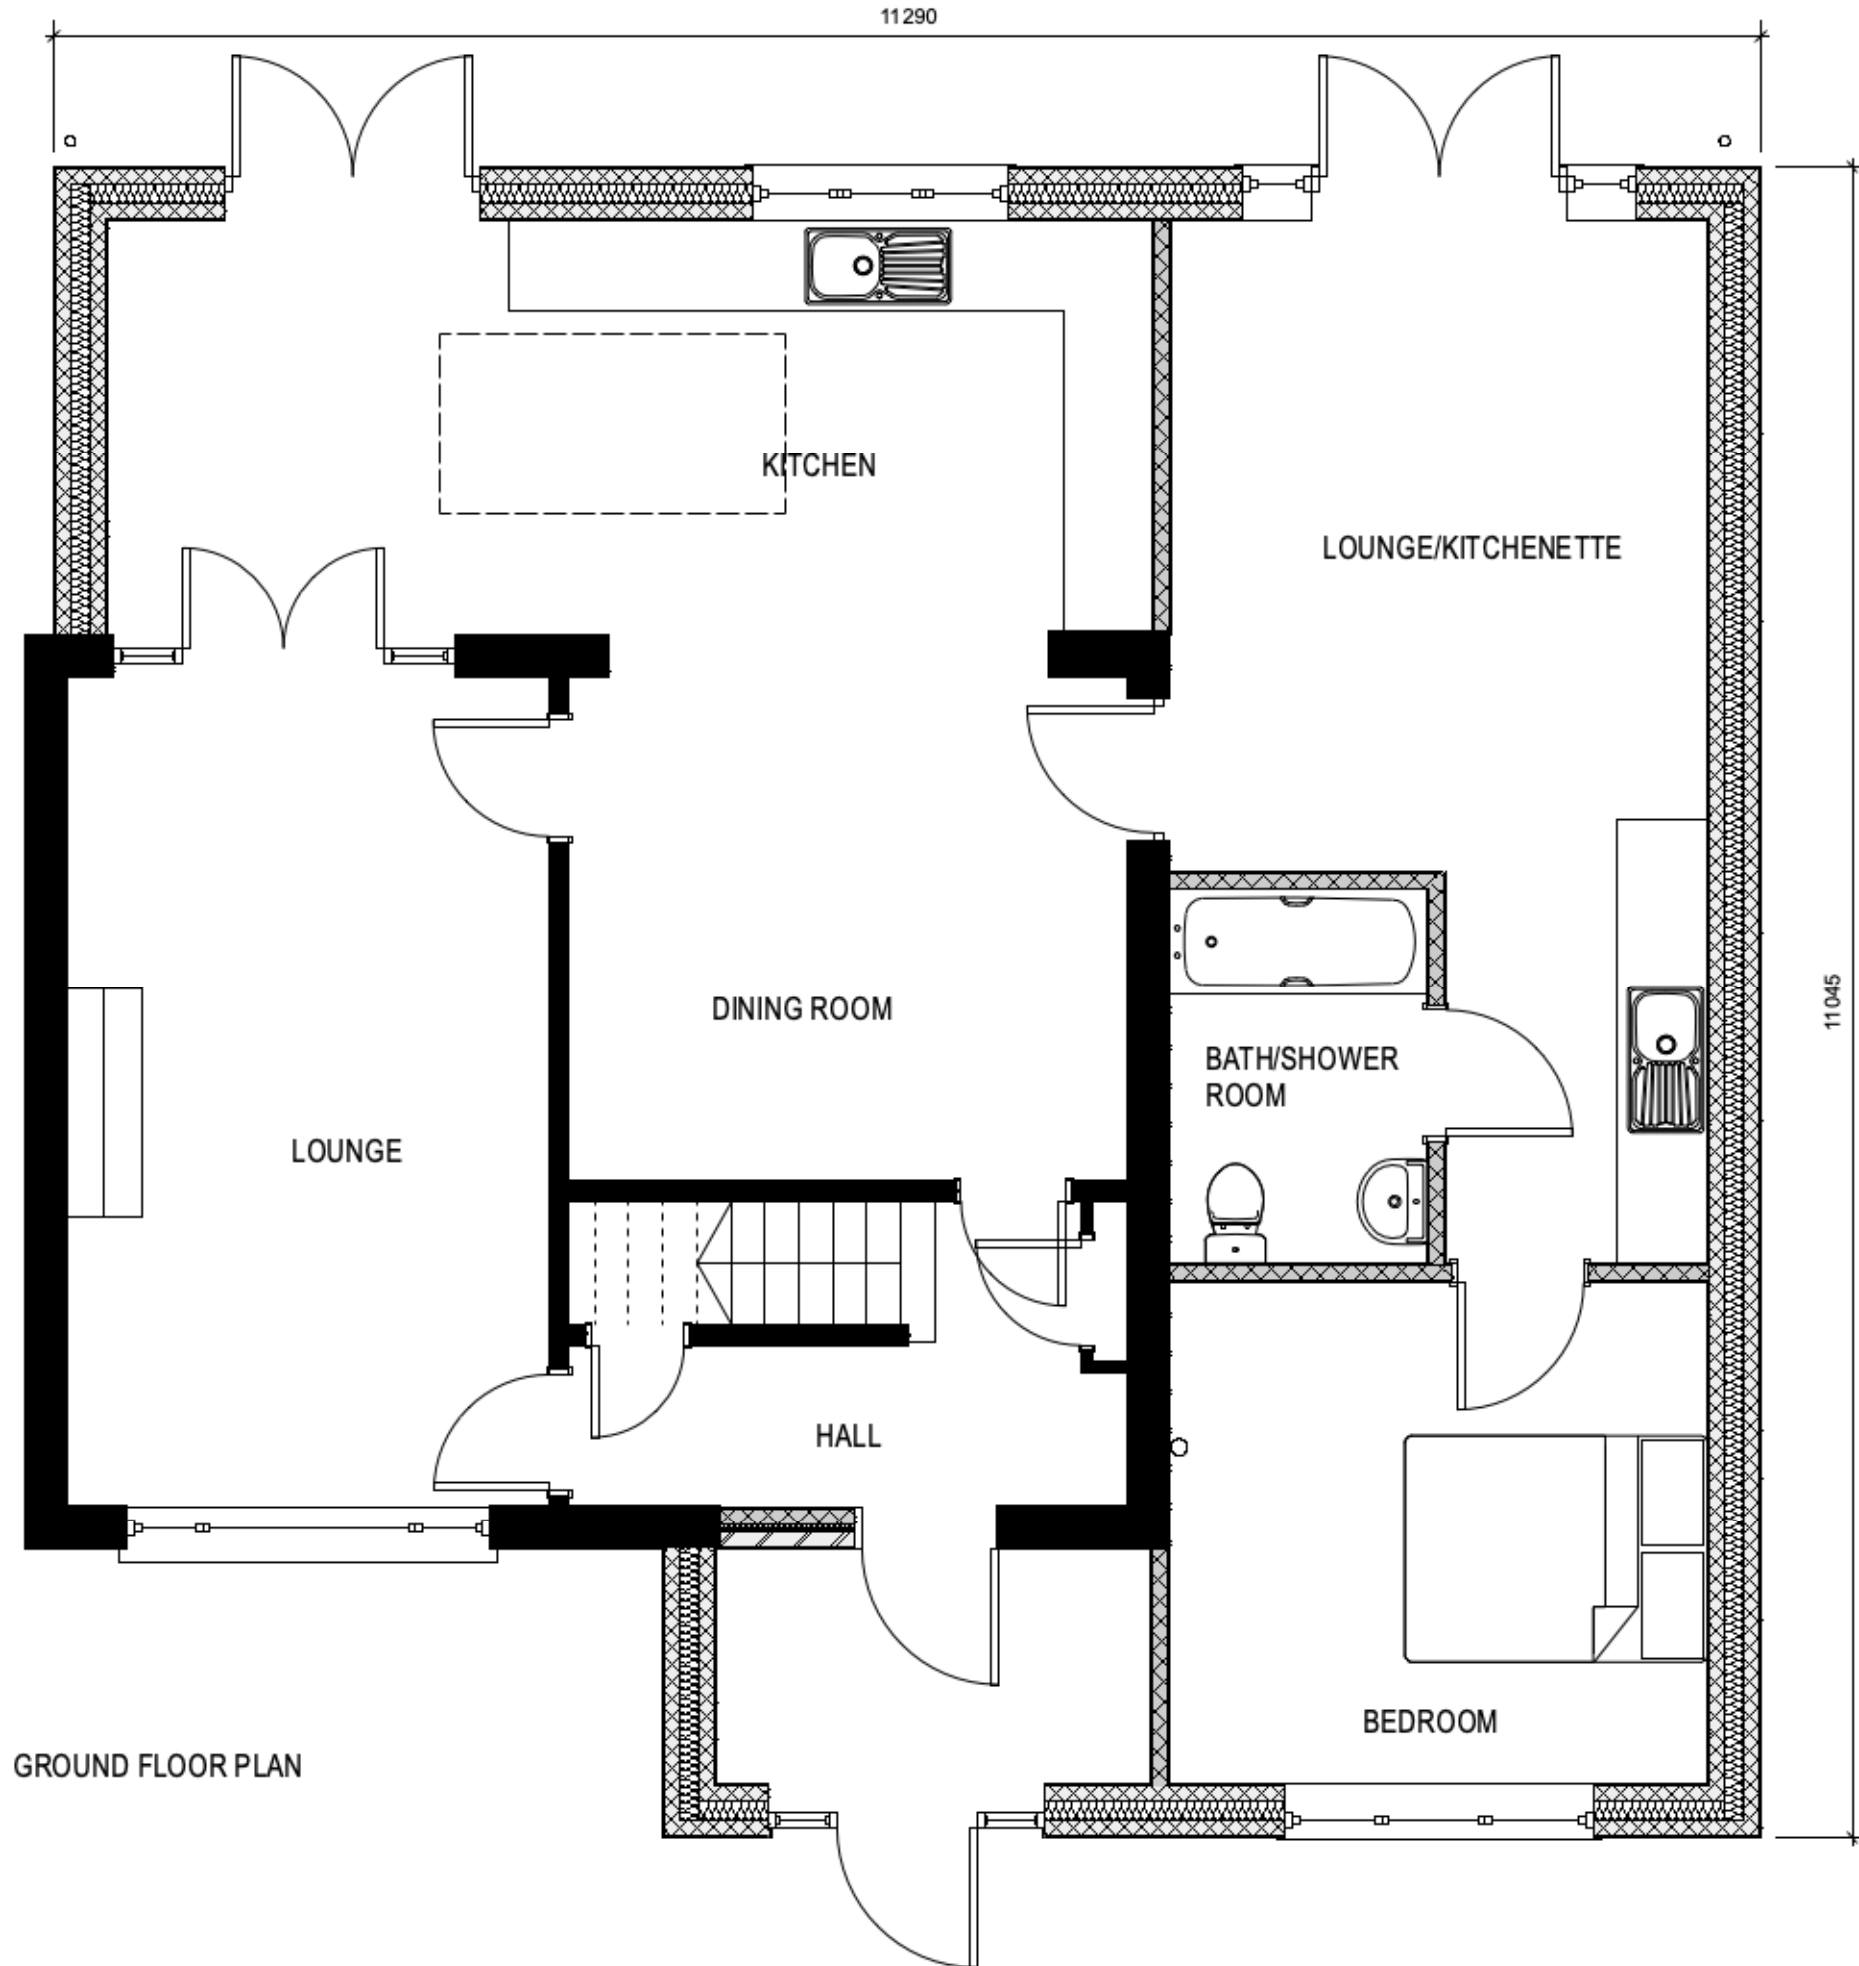 11290
KITCHEN
LOUNGE/KITCHENETTE
DINING ROOM
11045
BATH/SHOWER
ROOM
LOUNGE
HALL
BEDROOM
GROUND FLOOR PLAN